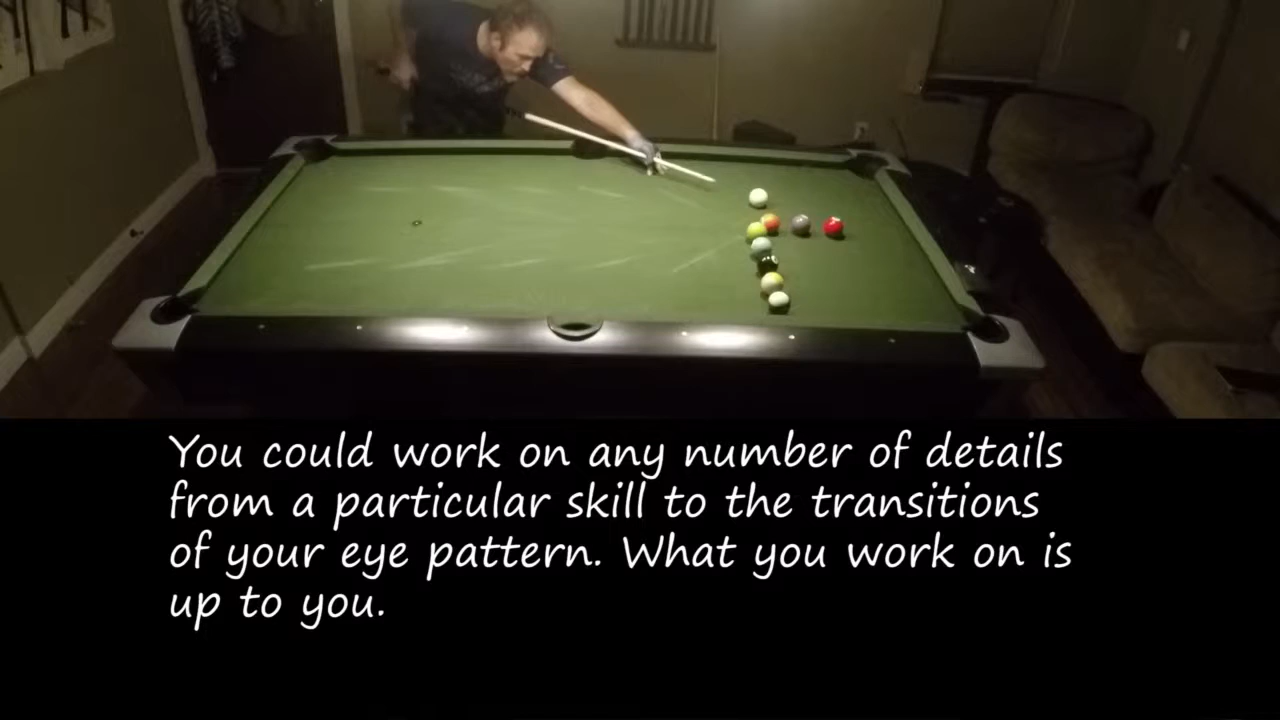 You could work on any number of details
from a particular skill to the transitions
of your eye pattern. What you work on is
up to you.